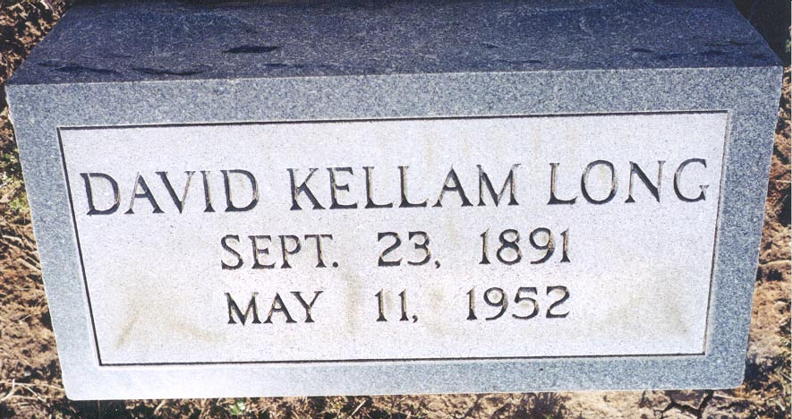 DAVID KELLAM LONG
SEPT. 23, 1891
MAY 11, 1952